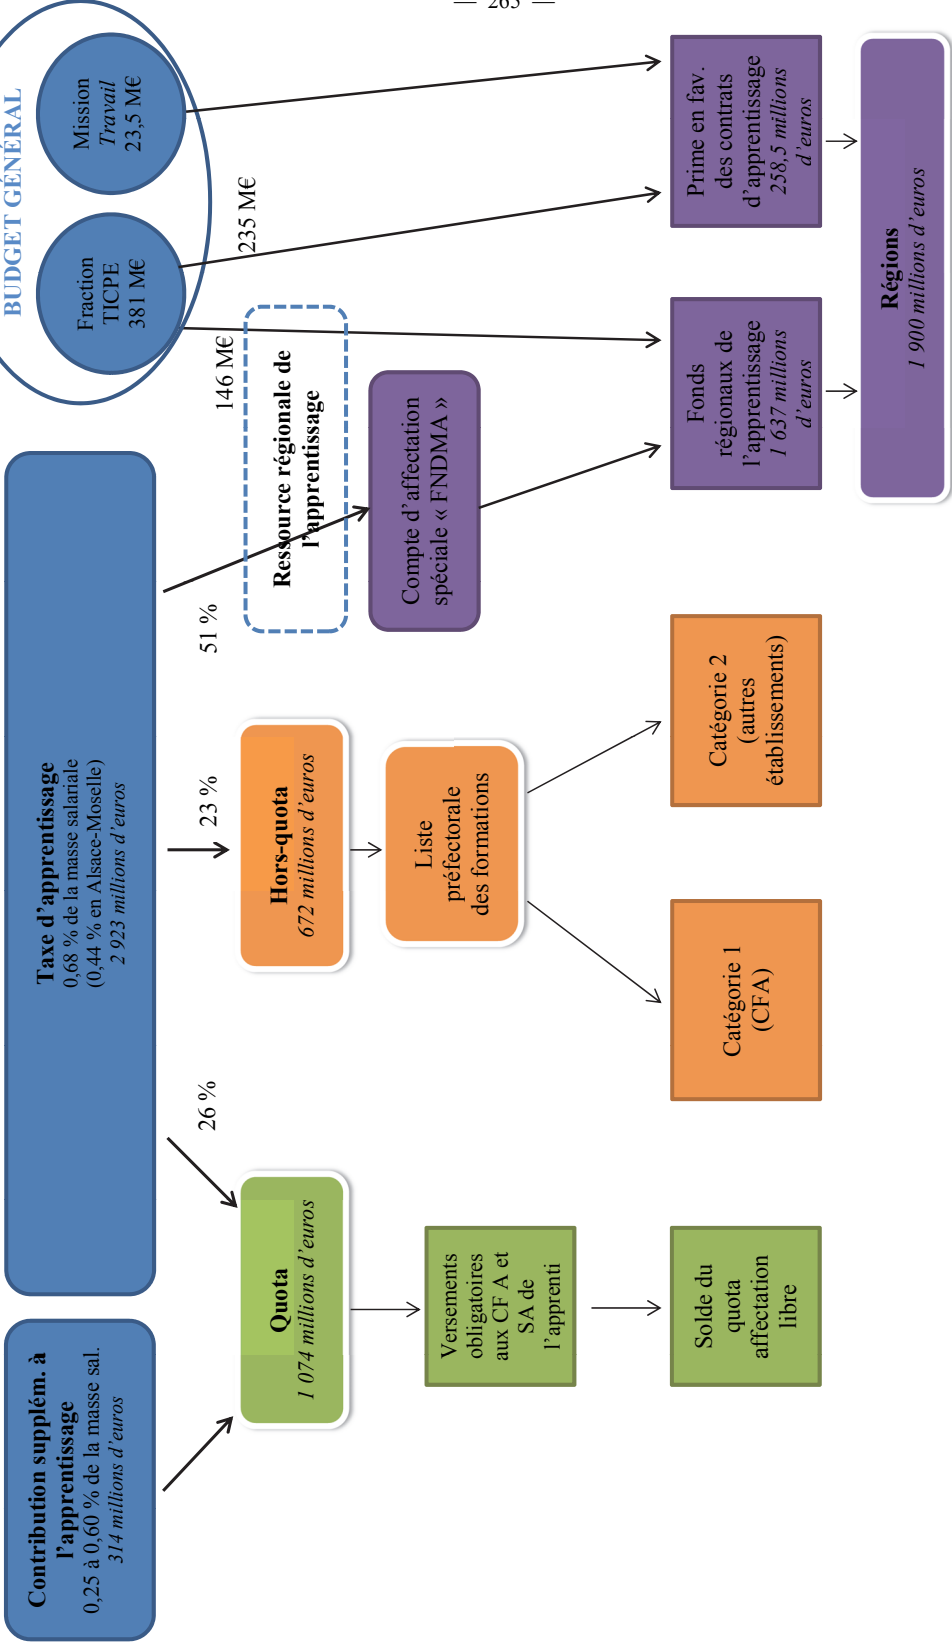 — 265 —
Contribution supplém. à
l’apprentissage
0,25 à 0,60 % de la masse sal.
314 millions d’euros
Taxe d’apprentissage
0,68 % de la masse salariale
(0,44 % en Alsace-Moselle)
2 923 millions d’euros
BUDGET GÉNÉRAL
Fraction
TICPE
381 M€
Mission
Travail
23,5 M€
26 %
23 %
51 %
146 M€
235 M€
Quota
1 074 millions d’euros
Hors-quota
672 millions d’euros
Ressource régionale de
l’apprentissage
Versements
obligatoires
aux CF A et
SA de
l’apprenti
Liste
préfectorale
des formations
Compte d’affectation
spéciale « FNDMA »
Solde du
quota
affectation
libre
Catégorie 1
(CFA)
Catégorie 2
(autres
établissements)
Fonds
régionaux de
l’apprentissage
1 637 millions
d’euros
Prime en fav.
des contrats
d’apprentissage
258,5 millions
d’euros
Régions
1 900 millions d’euros